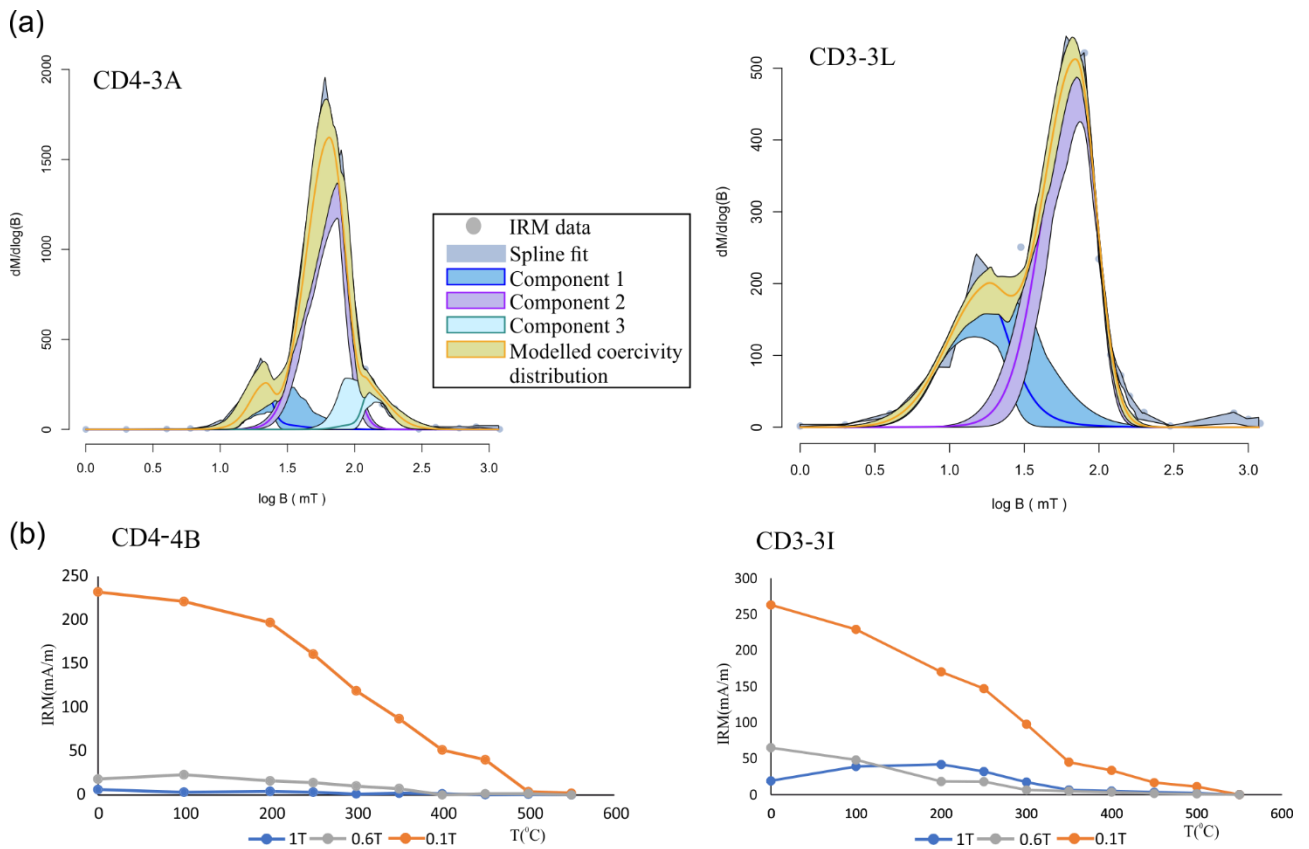 (a)
CD4-3A
dM/dlog(B)
2000
1500
1000
500
0
0.0 0.5 1.0 1.5 2.0 2.5 3.0
log B ( mT )
IRM data
Spline fit
Component 1
Component 2
Component 3
Modelled coercivity
distribution
CD3-3L
dM/dlog(B)
500
400
300
200
100
0
0.0 0.5 1.0 1.5 2.0 2.5 3.0
log B ( mT )
(b)
CD4-4B
IRM(mA/m)
250
200
150
100
50
0
0 100 200 300 400 500 600
T(⁰C)
1T 0.6T 0.1T
CD3-3I
IRM(mA/m)
300
250
200
150
100
50
0
0 100 200 300 400 500 600
T(⁰C)
1T 0.6T 0.1T